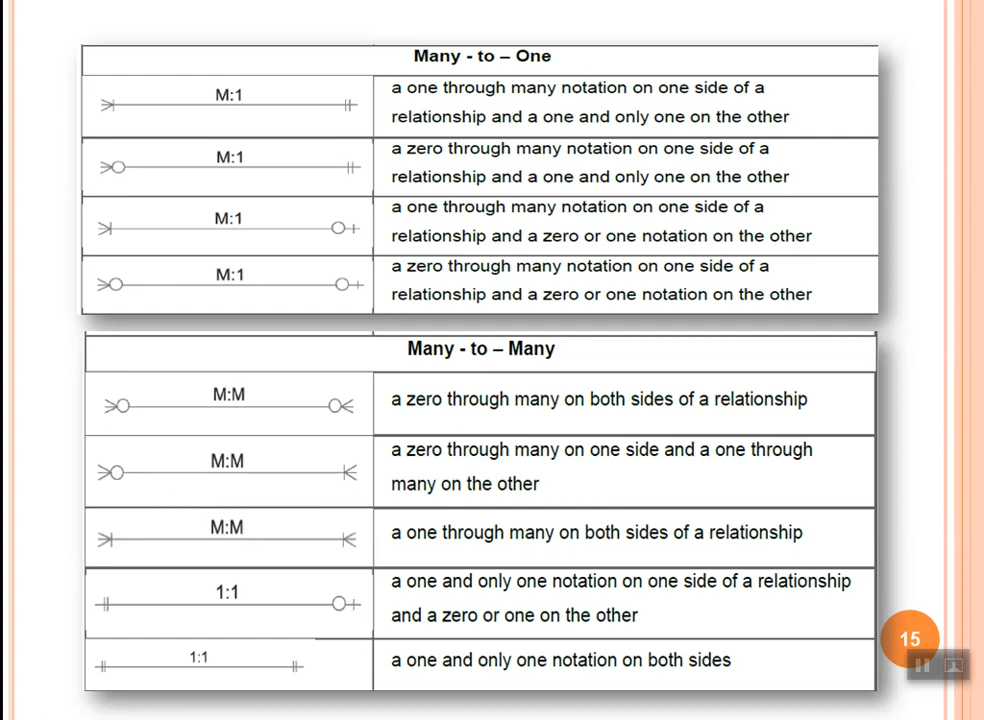 Many - to – One
M:1
a one through many notation on one side of a
relationship and a one and only one on the other
M:1
a zero through many notation on one side of a
relationship and a one and only one on the other
M:1
a one through many notation on one side of a
relationship and a zero or one notation on the other
M:1
a zero through many notation on one side of a
relationship and a zero or one notation on the other
Many - to – Many
M:M
a zero through many on both sides of a relationship
M:M
a zero through many on one side and a one through
many on the other
M:M
a one through many on both sides of a relationship
1:1
a one and only one notation on one side of a relationship
and a zero or one on the other
1:1
a one and only one notation on both sides
15